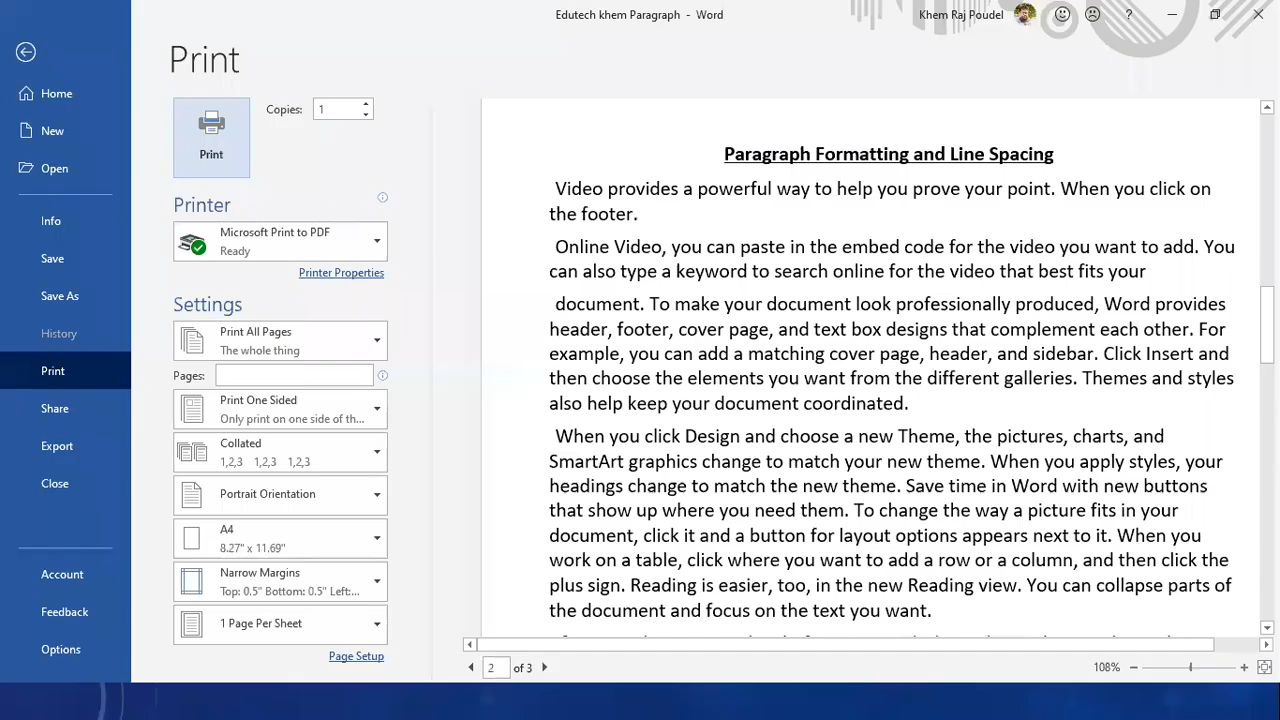 Edutech khem Paragraph - Word
Khem Raj Poudel
?
Print
Home
New
Open
Info
Save
Save As
History
Print
Share
Export
Close
Account
Feedback
Options
Print
Copies: 1
Printer
Microsoft Print to PDF
Ready
Printer Properties
Settings
Print All Pages
The whole thing
Pages:
Print One Sided
Only print on one side of th...
Collated
1,2,3 1,2,3 1,2,3
Portrait Orientation
A4
8.27" x 11.69"
Narrow Margins
Top: 0.5" Bottom: 0.5" Left:...
1 Page Per Sheet
Page Setup
Paragraph Formatting and Line Spacing
Video provides a powerful way to help you prove your point. When you click on
the footer.
Online Video, you can paste in the embed code for the video you want to add. You
can also type a keyword to search online for the video that best fits your
document. To make your document look professionally produced, Word provides
header, footer, cover page, and text box designs that complement each other. For
example, you can add a matching cover page, header, and sidebar. Click Insert and
then choose the elements you want from the different galleries. Themes and styles
also help keep your document coordinated.
When you click Design and choose a new Theme, the pictures, charts, and
SmartArt graphics change to match your new theme. When you apply styles, your
headings change to match the new theme. Save time in Word with new buttons
that show up where you need them. To change the way a picture fits in your
document, click it and a button for layout options appears next to it. When you
work on a table, click where you want to add a row or a column, and then click the
plus sign. Reading is easier, too, in the new Reading view. You can collapse parts of
the document and focus on the text you want.
2 of 3
108%